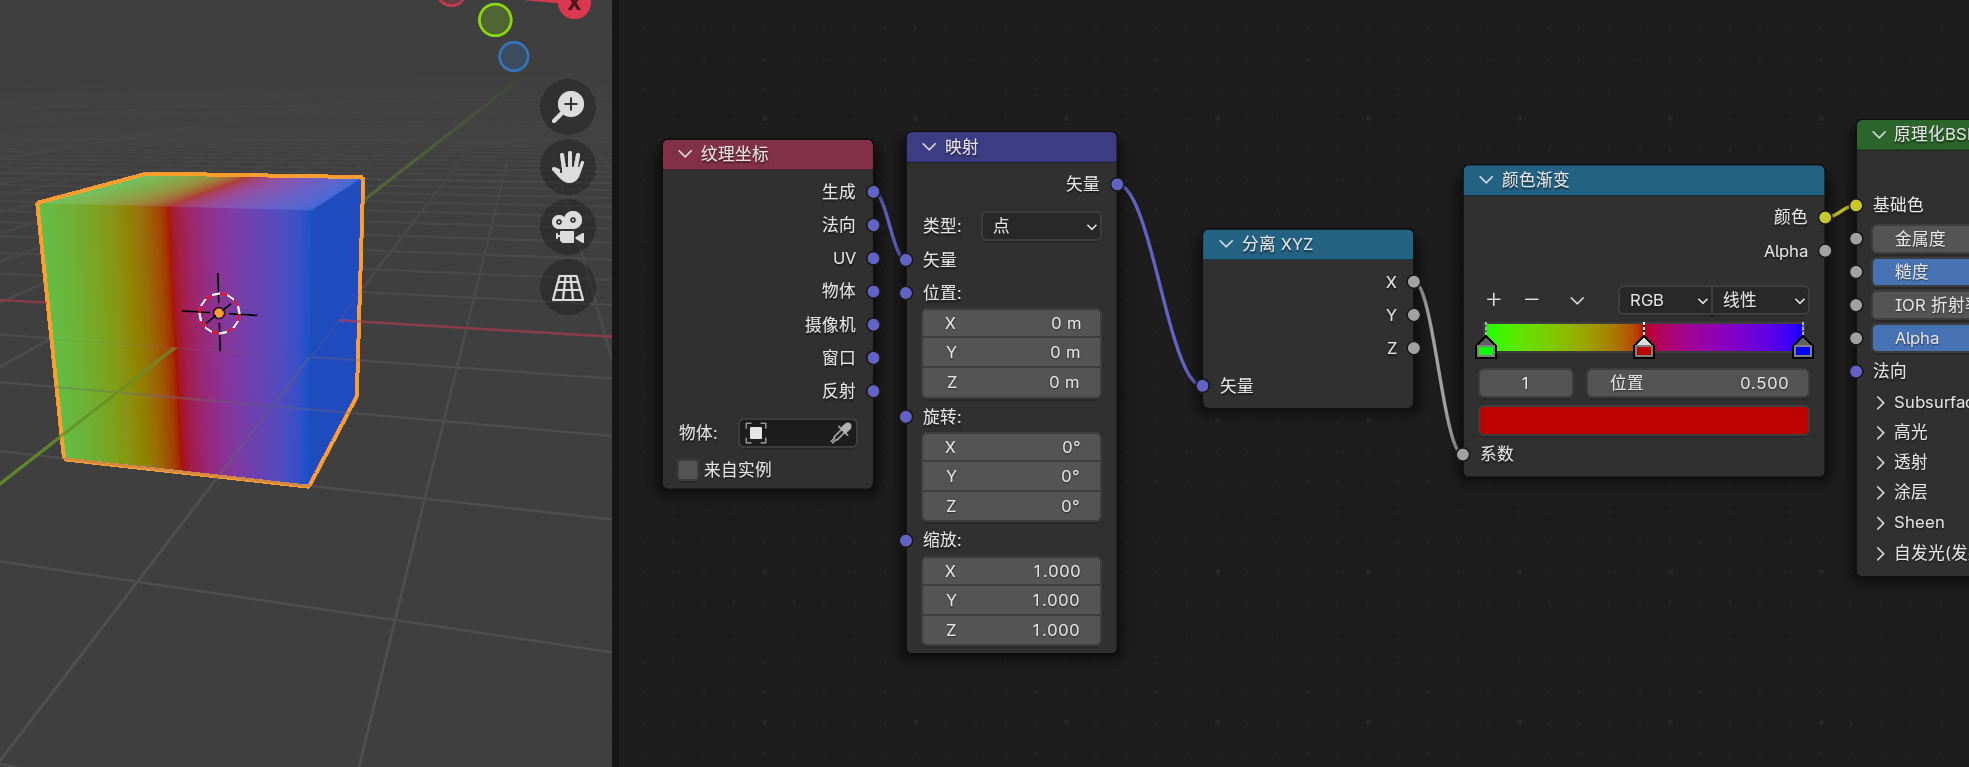 X
纹理坐标
生成
法向
UV
物体
摄像机
窗口
反射
物体:
来自实例
映射
矢量
类型: 点
矢量
位置:
X 0 m
Y 0 m
Z 0 m
旋转:
X 0°
Y 0°
Z 0°
缩放:
X 1.000
Y 1.000
Z 1.000
分离 XYZ
X
Y
Z
矢量
颜色渐变
颜色
Alpha
RGB 线性
1 位置 0.500
系数
原理化BS
基础色
金属度
糙度
IOR 折射
Alpha
法向
Subsurfac
高光
透射
涂层
Sheen
自发光(发